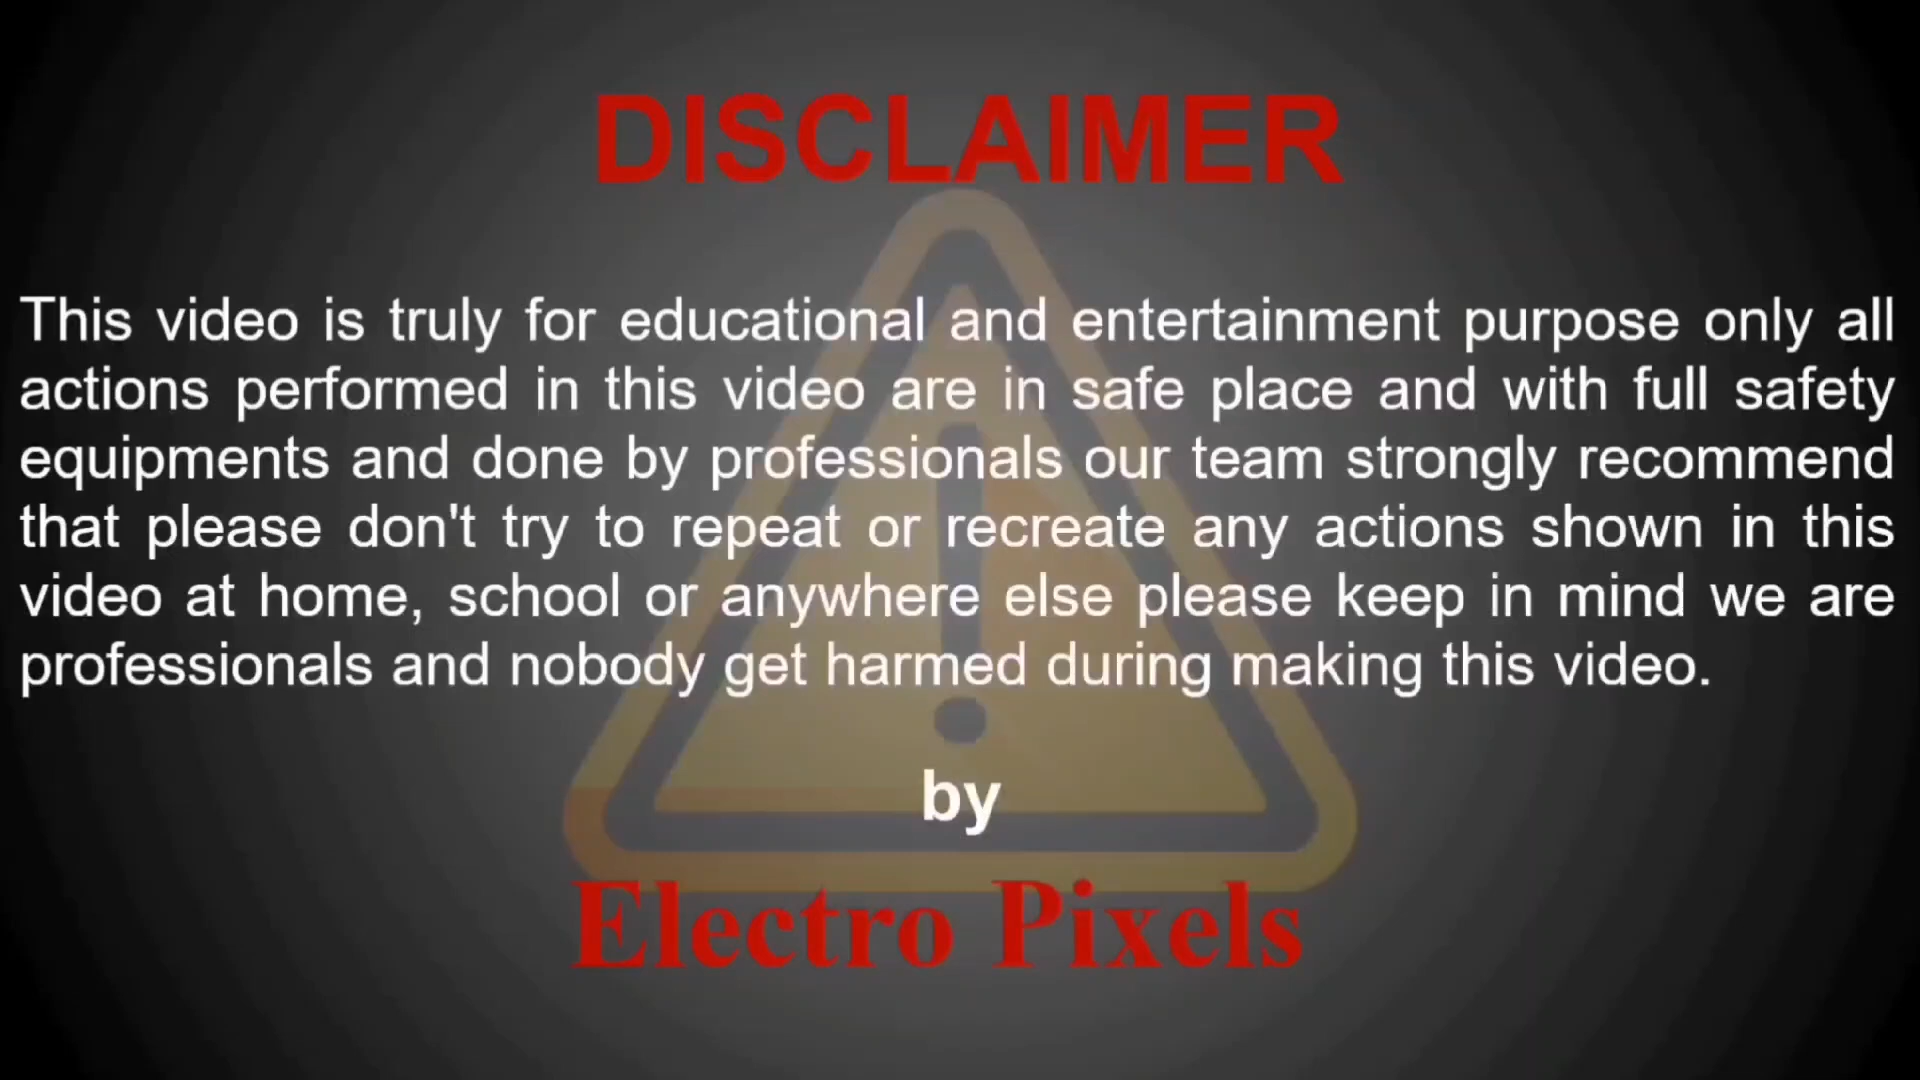 DISCLAIMER
This video is truly for educational and entertainment purpose only all
actions performed in this video are in safe place and with full safety
equipments and done by professionals our team strongly recommend
that please don't try to repeat or recreate any actions shown in this
video at home, school or anywhere else please keep in mind we are
professionals and nobody get harmed during making this video.
by
Electro Pixels